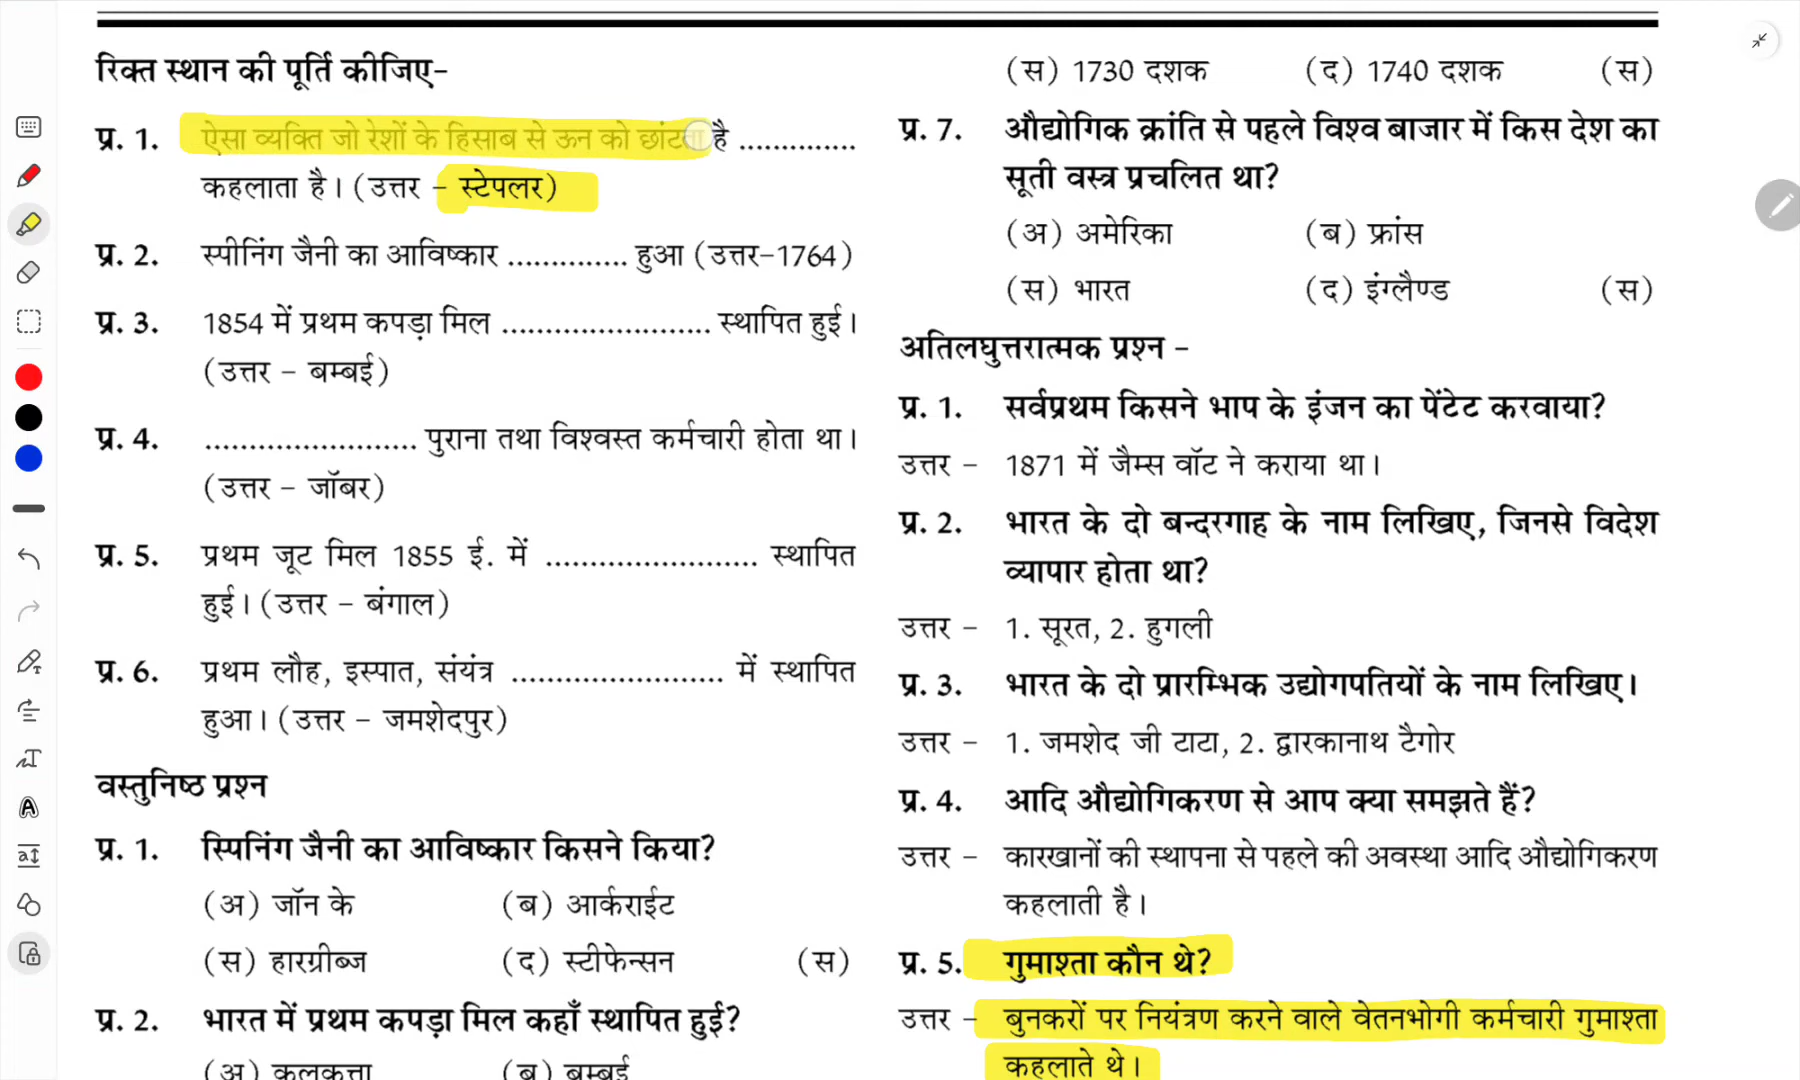 रिक्त स्थान की पूर्ति कीजिए–
प्र. 1. ऐसा व्यक्ति जो रेशों के हिसाब से ऊन को छांटता है ..............
कहलाता है। (उत्तर – स्टेपलर)
प्र. 2. स्पीनिंग जैनी का आविष्कार .............. हुआ (उत्तर–1764)
प्र. 3. 1854 में प्रथम कपड़ा मिल ........................ स्थापित हुई।
(उत्तर – बम्बई)
प्र. 4. ........................ पुराना तथा विश्वस्त कर्मचारी होता था।
(उत्तर – जॉबर)
प्र. 5. प्रथम जूट मिल 1855 ई. में ........................ स्थापित
हुई। (उत्तर – बंगाल)
प्र. 6. प्रथम लौह, इस्पात, संयंत्र ........................ में स्थापित
हुआ। (उत्तर – जमशेदपुर)
वस्तुनिष्ठ प्रश्न
प्र. 1. स्पिनिंग जैनी का आविष्कार किसने किया?
(अ) जॉन के (ब) आर्कराईट
(स) हारग्रीब्ज (द) स्टीफेन्सन (स)
प्र. 2. भारत में प्रथम कपड़ा मिल कहाँ स्थापित हुई?
(अ) कलकत्ता (ब) बम्बई
(स) 1730 दशक (द) 1740 दशक (स)
प्र. 7. औद्योगिक क्रांति से पहले विश्व बाजार में किस देश का
सूती वस्त्र प्रचलित था?
(अ) अमेरिका (ब) फ्रांस
(स) भारत (द) इंग्लैण्ड (स)
अतिलघुत्तरात्मक प्रश्न –
प्र. 1. सर्वप्रथम किसने भाप के इंजन का पेंटेट करवाया?
उत्तर – 1871 में जैम्स वॉट ने कराया था।
प्र. 2. भारत के दो बन्दरगाह के नाम लिखिए, जिनसे विदेश
व्यापार होता था?
उत्तर – 1. सूरत, 2. हुगली
प्र. 3. भारत के दो प्रारम्भिक उद्योगपतियों के नाम लिखिए।
उत्तर – 1. जमशेद जी टाटा, 2. द्वारकानाथ टैगोर
प्र. 4. आदि औद्योगिकरण से आप क्या समझते हैं?
उत्तर – कारखानों की स्थापना से पहले की अवस्था आदि औद्योगिकरण
कहलाती है।
प्र. 5. गुमाश्ता कौन थे?
उत्तर – बुनकरों पर नियंत्रण करने वाले वेतनभोगी कर्मचारी गुमाश्ता
कहलाते थे।